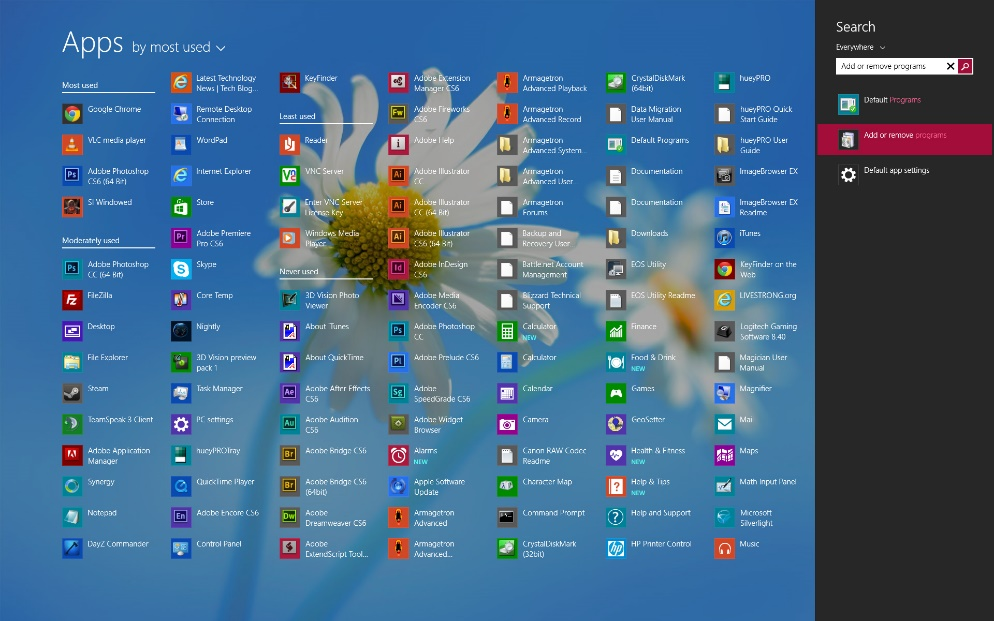 Apps by most used
Most used
Google Chrome
VLC media player
Adobe Photoshop
CS6 (64 Bit)
SI Windowed
Moderately used
Adobe Photoshop
CC (64 Bit)
FileZilla
Desktop
File Explorer
Steam
TeamSpeak 3 Client
Adobe Application
Manager
Synergy
Notepad
DayZ Commander
Latest Technology
News | Tech Blog...
Remote Desktop
Connection
WordPad
Internet Explorer
Store
Adobe Premiere
Pro CS6
Skype
Core Temp
Nightly
3D Vision preview
pack 1
Task Manager
PC settings
hueyPROTray
QuickTime Player
Adobe Encore CS6
Control Panel
KeyFinder
Least used
Reader
VNC Server
Enter VNC Server
License Key
Windows Media
Player
Never used
3D Vision Photo
Viewer
About iTunes
About QuickTime
Adobe After Effects
CS6
Adobe Audition
CS6
Adobe Bridge CS6
Adobe Bridge CS6
(64bit)
Adobe
Dreamweaver CS6
Adobe
ExtendScript Tool...
Adobe Extension
Manager CS6
Adobe Fireworks
CS6
Adobe Help
Adobe Illustrator
CC
Adobe Illustrator
CC (64 Bit)
Adobe Illustrator
CS6 (64 Bit)
Adobe InDesign
CS6
Adobe Media
Encoder CS6
Adobe Photoshop
CC
Adobe Prelude CS6
Adobe
SpeedGrade CS6
Adobe Widget
Browser
Alarms
NEW
Apple Software
Update
Armagetron
Advanced
Armagetron
Advanced...
Armagetron
Advanced Playback
Armagetron
Advanced Record
Armagetron
Advanced System...
Armagetron
Advanced User
Armagetron
Forums
Backup and
Recovery User
Battle.net Account
Management
Blizzard Technical
Support
Calculator
NEW
Calculator
Calendar
Camera
Canon RAW Codec
Readme
Character Map
Command Prompt
CrystalDiskMark
(32bit)
CrystalDiskMark
(64bit)
Data Migration
User Manual
Default Programs
Documentation
Documentation
Downloads
EOS Utility
EOS Utility Readme
Finance
Food & Drink
NEW
Games
GeoSetter
Health & Fitness
NEW
Help & Tips
NEW
Help and Support
HP Printer Control
hueyPRO
hueyPRO Quick
Start Guide
hueyPRO User
Guide
ImageBrowser EX
ImageBrowser EX
Readme
iTunes
KeyFinder on the
Web
LIVESTRONG.org
Logitech Gaming
Software 8.40
Magician User
Manual
Magnifier
Mail
Maps
Math Input Panel
Microsoft
Silverlight
Music
Search
Everywhere
Add or remove programs
Default Programs
Add or remove programs
Default app settings